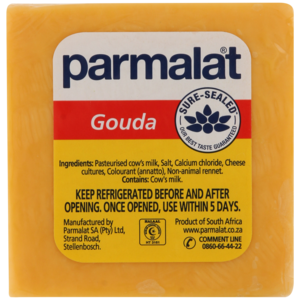 parmalat®
SURE-SEALED
OUR BEST TASTE GUARANTEED
Gouda
Ingredients: Pasteurised cow's milk, Salt, Calcium chloride, Cheese
cultures, Colourant (annatto), Non-animal rennet.
Contains: Cow's milk.
KEEP REFRIGERATED BEFORE AND AFTER
OPENING. ONCE OPENED, USE WITHIN 5 DAYS.
Manufactured by
Parmalat SA (Pty) Ltd,
Strand Road,
Stellenbosch.
Product of South Africa
www.parmalat.co.za
COMMENT LINE
0860-66-44-22